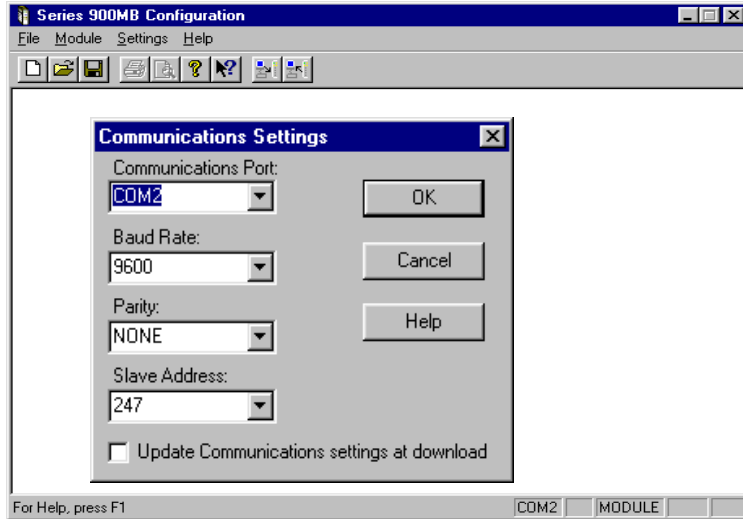 Series 900MB Configuration
File Module Settings Help
Communications Settings
Communications Port:
COM2
OK
Baud Rate:
9600
Cancel
Parity:
NONE
Help
Slave Address:
247
Update Communications settings at download
For Help, press F1
COM2 MODULE